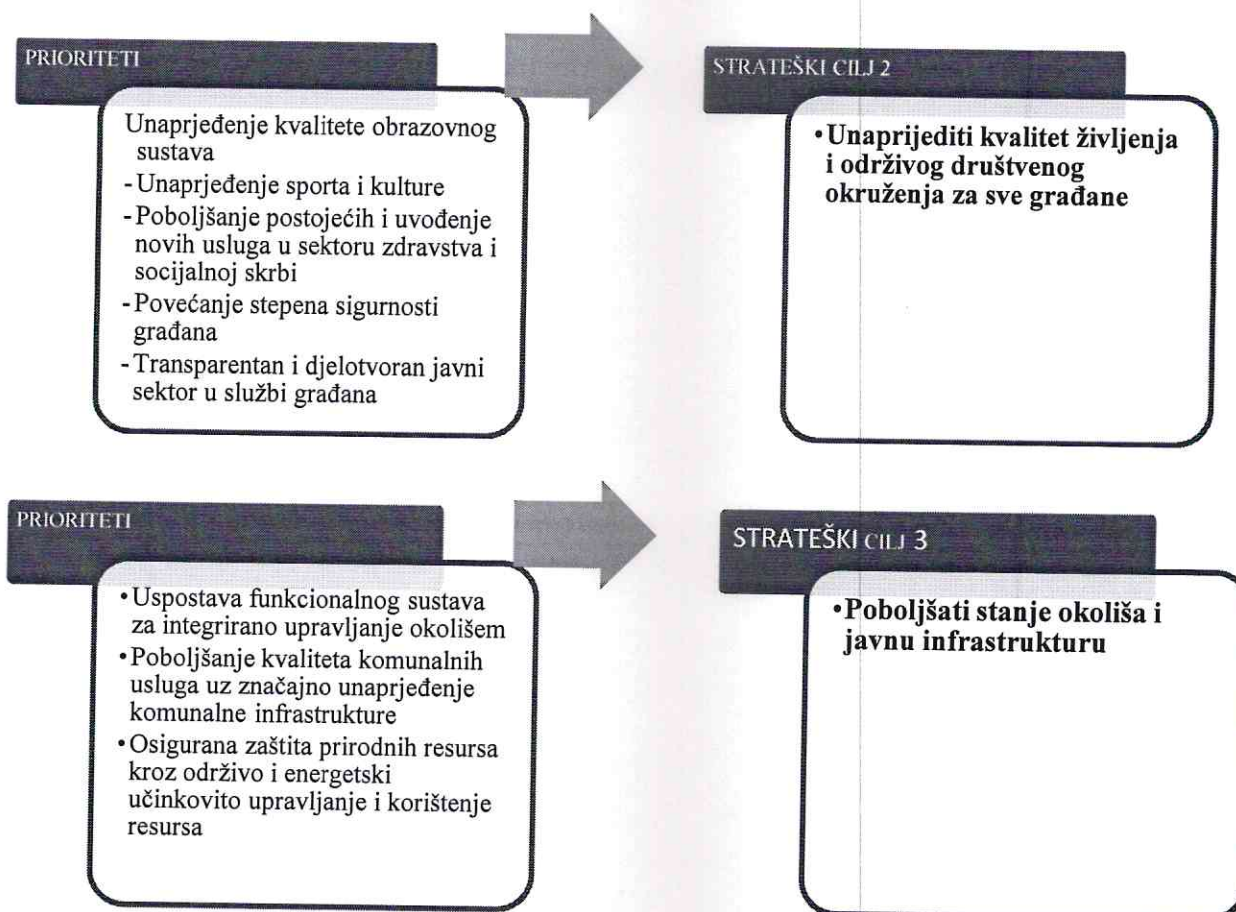 PRIORITETI
Unaprjeđenje kvalitete obrazovnog
sustava
- Unaprjeđenje sporta i kulture
- Poboljšanje postojećih i uvođenje
novih usluga u sektoru zdravstva i
socijalnoj skrbi
- Povećanje stepena sigurnosti
građana
- Transparentan i djelotvoran javni
sektor u službi građana
STRATEŠKI CILJ 2
• Unaprijediti kvalitet življenja
i održivog društvenog
okruženja za sve građane
PRIORITETI
• Uspostava funkcionalnog sustava
za integrirano upravljanje okolišem
• Poboljšanje kvaliteta komunalnih
usluga uz značajno unaprjeđenje
komunalne infrastrukture
• Osigurana zaštita prirodnih resursa
kroz održivo i energetski
učinkovito upravljanje i korištenje
resursa
STRATEŠKI CILJ 3
• Poboljšati stanje okoliša i
javnu infrastrukturu